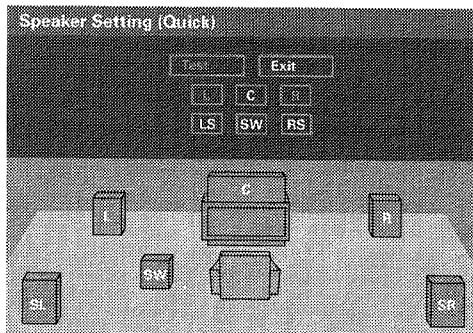 Speaker Setting (Quick)
Test Exit
L C R
LS SW RS
C
L R
SW
SL SR